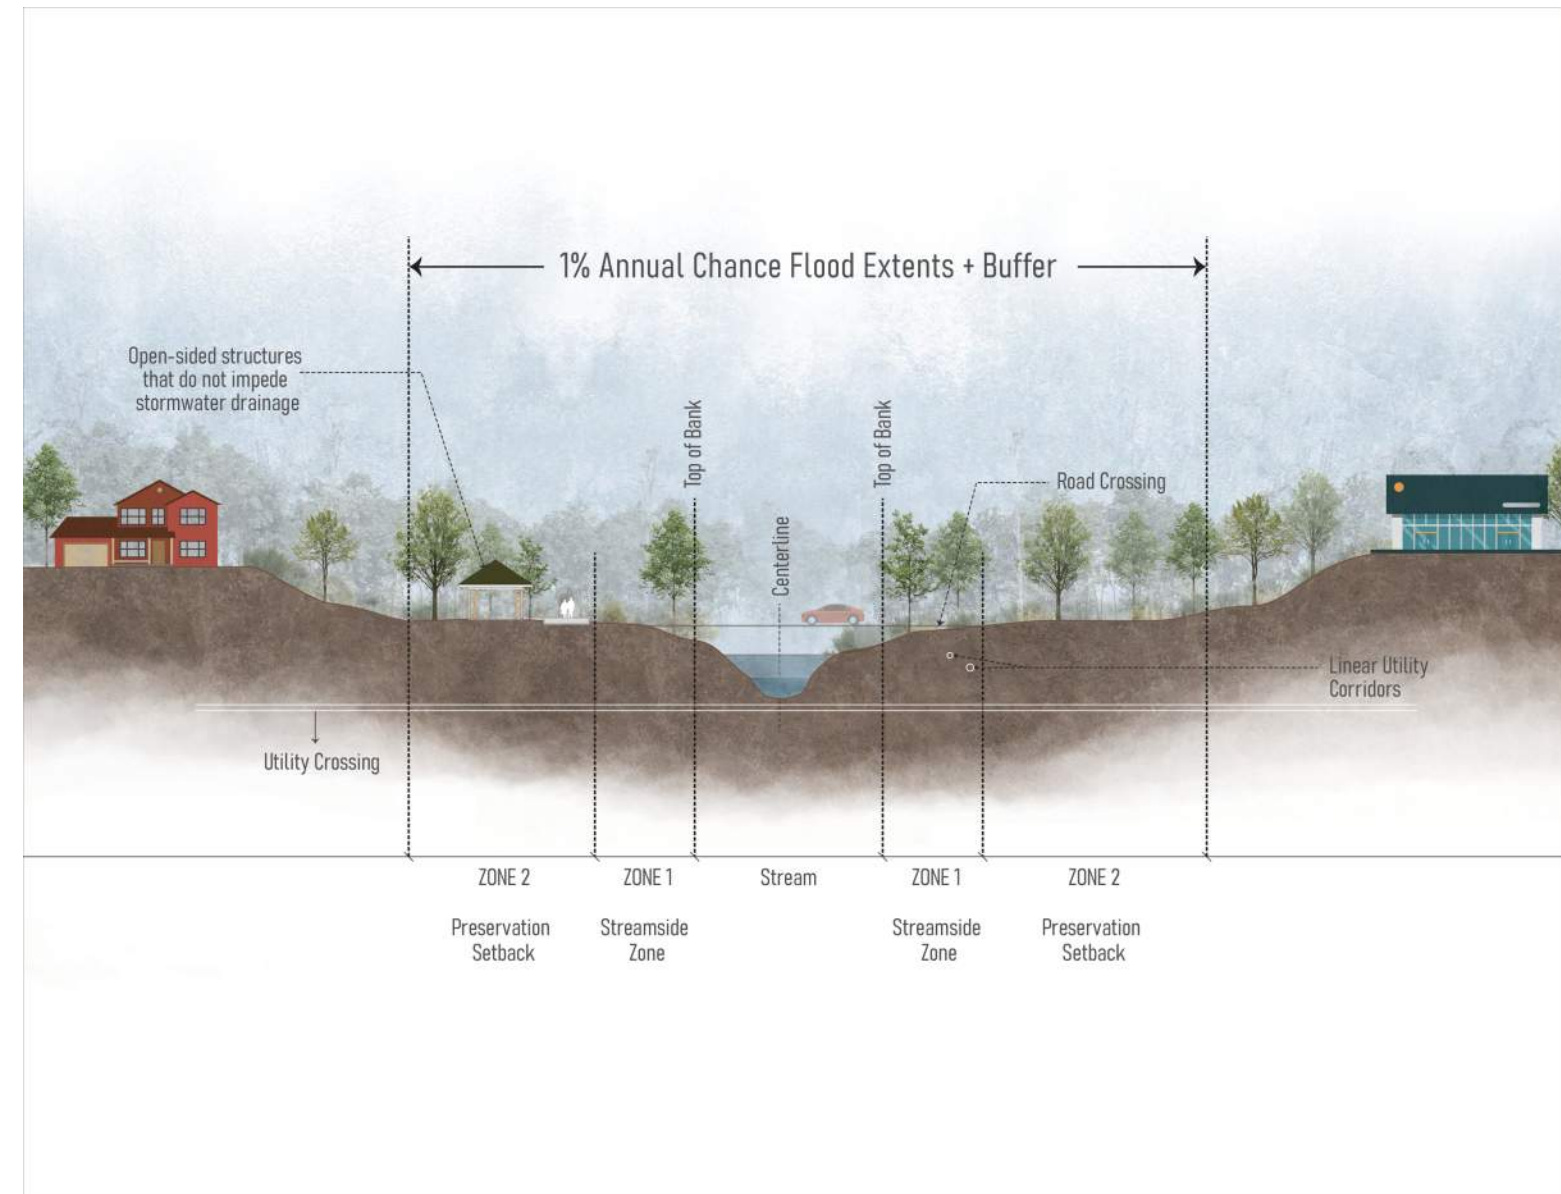 1% Annual Chance Flood Extents + Buffer
Open-sided structures
that do not impede
stormwater drainage
Top of Bank
Top of Bank
Centerline
Road Crossing
Linear Utility
Corridors
Utility Crossing
ZONE 2
Preservation
Setback
ZONE 1
Streamside
Zone
Stream
ZONE 1
Streamside
Zone
ZONE 2
Preservation
Setback